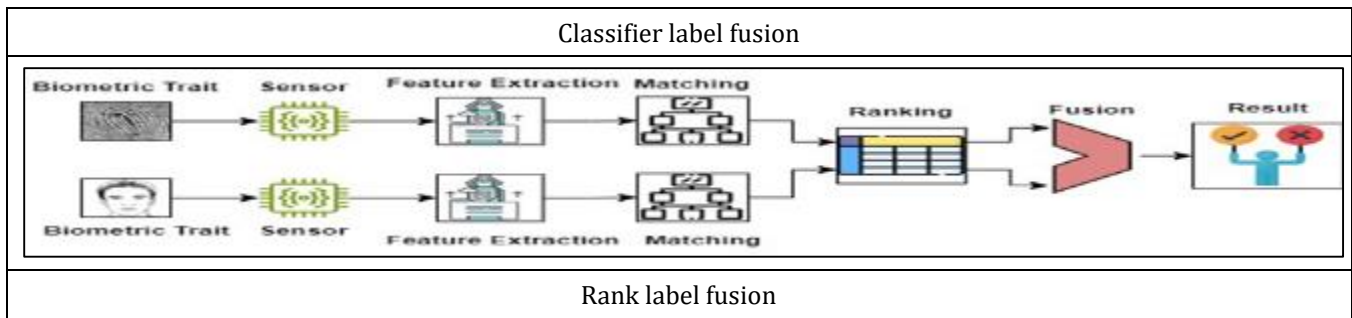 Classifier label fusion
Biometric Trait Sensor Feature Extraction Matching
Ranking Fusion Result
Biometric Trait Sensor Feature Extraction Matching
Rank label fusion